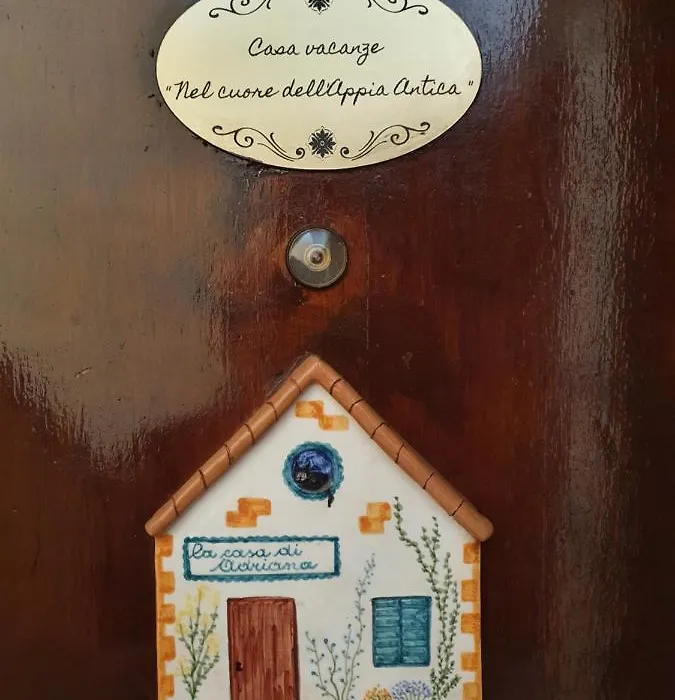 Casa vacanze
"Nel cuore dell'Appia Antica"
la casa di
Adriana